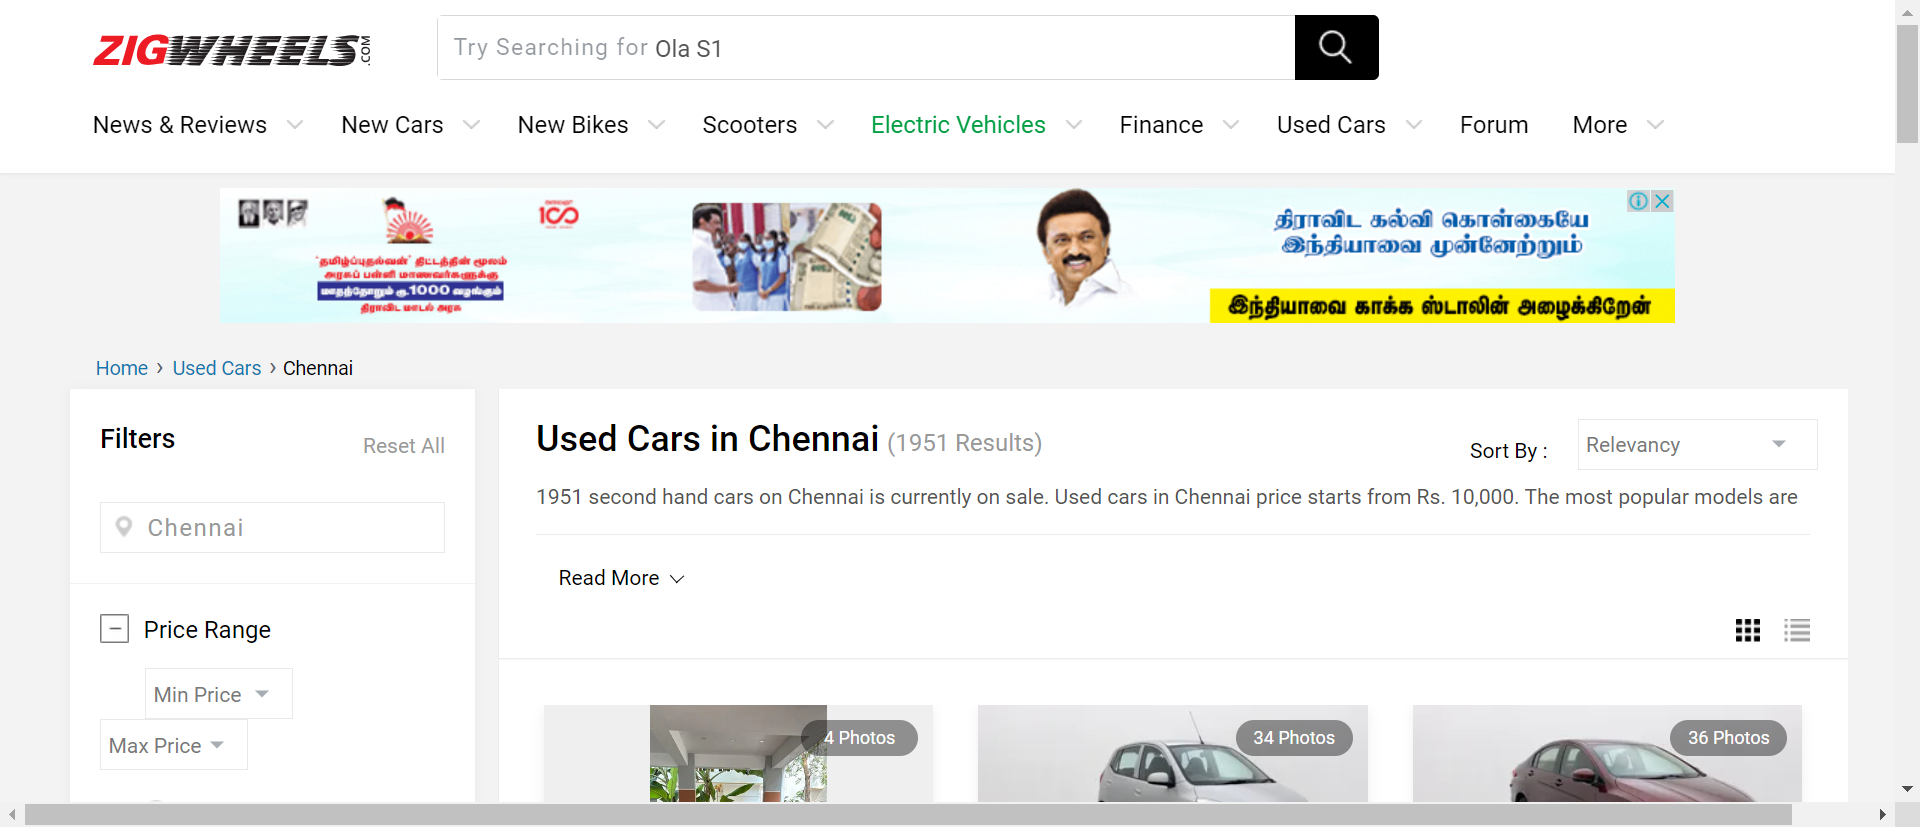 ZIGWHEELS.COM
Try Searching for Ola S1
News & Reviews
New Cars
New Bikes
Scooters
Electric Vehicles
Finance
Used Cars
Forum
More
100
'தமிழ்ப்புதல்வன்' திட்டத்தின் மூலம்
அரசுப் பள்ளி மாணவர்களுக்கு
மாதந்தோறும் ரூ.1000 வழங்கும்
திராவிட மாடல் அரசு
திராவிட கல்வி கொள்கையே
இந்தியாவை முன்னேற்றும்
இந்தியாவை காக்க ஸ்டாலின் அழைக்கிறேன்
Home › Used Cars › Chennai
Filters
Reset All
Chennai
Price Range
Min Price
Max Price
Used Cars in Chennai (1951 Results)
Sort By :
Relevancy
1951 second hand cars on Chennai is currently on sale. Used cars in Chennai price starts from Rs. 10,000. The most popular models are
Read More
4 Photos
34 Photos
36 Photos